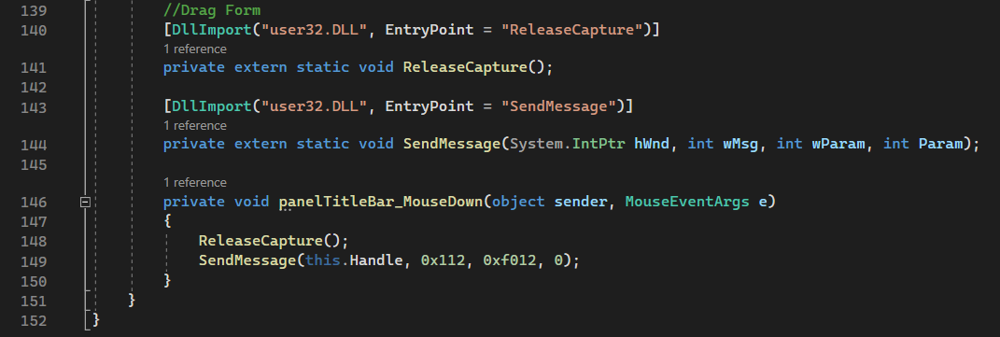 139 //Drag Form
140 [DllImport("user32.DLL", EntryPoint = "ReleaseCapture")]
1 reference
141 private extern static void ReleaseCapture();
142
143 [DllImport("user32.DLL", EntryPoint = "SendMessage")]
1 reference
144 private extern static void SendMessage(System.IntPtr hWnd, int wMsg, int wParam, int Param);
145
1 reference
146 private void panelTitleBar_MouseDown(object sender, MouseEventArgs e)
147 {
148 ReleaseCapture();
149 SendMessage(this.Handle, 0x112, 0xf012, 0);
150 }
151 }
152 }